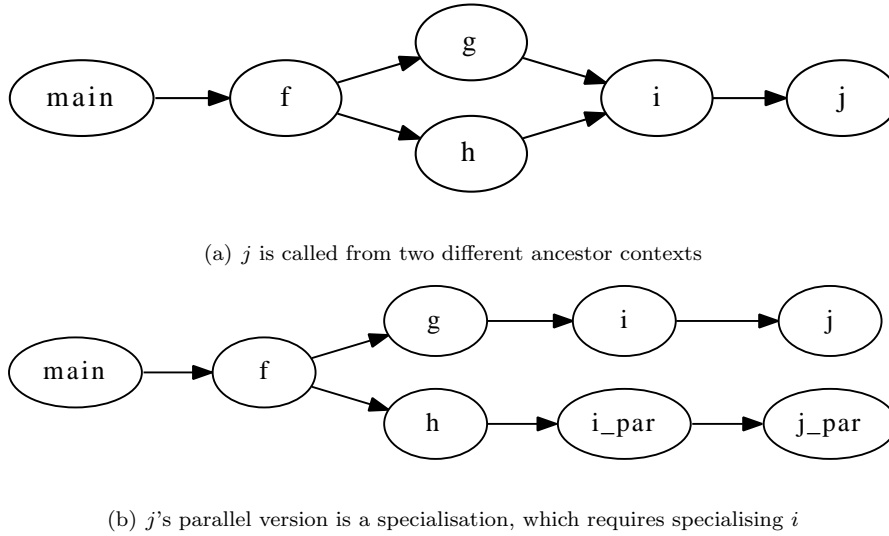 g
main
f
i
j
h
(a) j is called from two different ancestor contexts
g
i
j
main
f
h
i_par
j_par
(b) j's parallel version is a specialisation, which requires specialising i